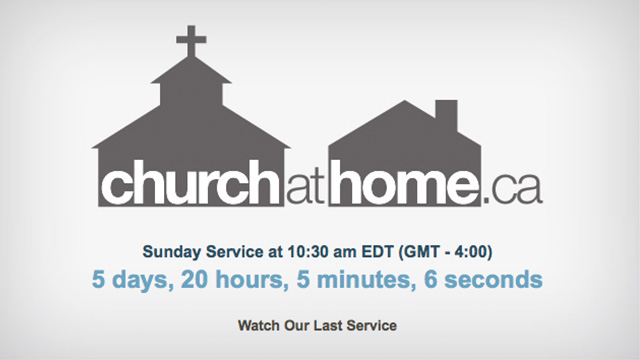 churchathome.ca
Sunday Service at 10:30 am EDT (GMT - 4:00)
5 days, 20 hours, 5 minutes, 6 seconds
Watch Our Last Service